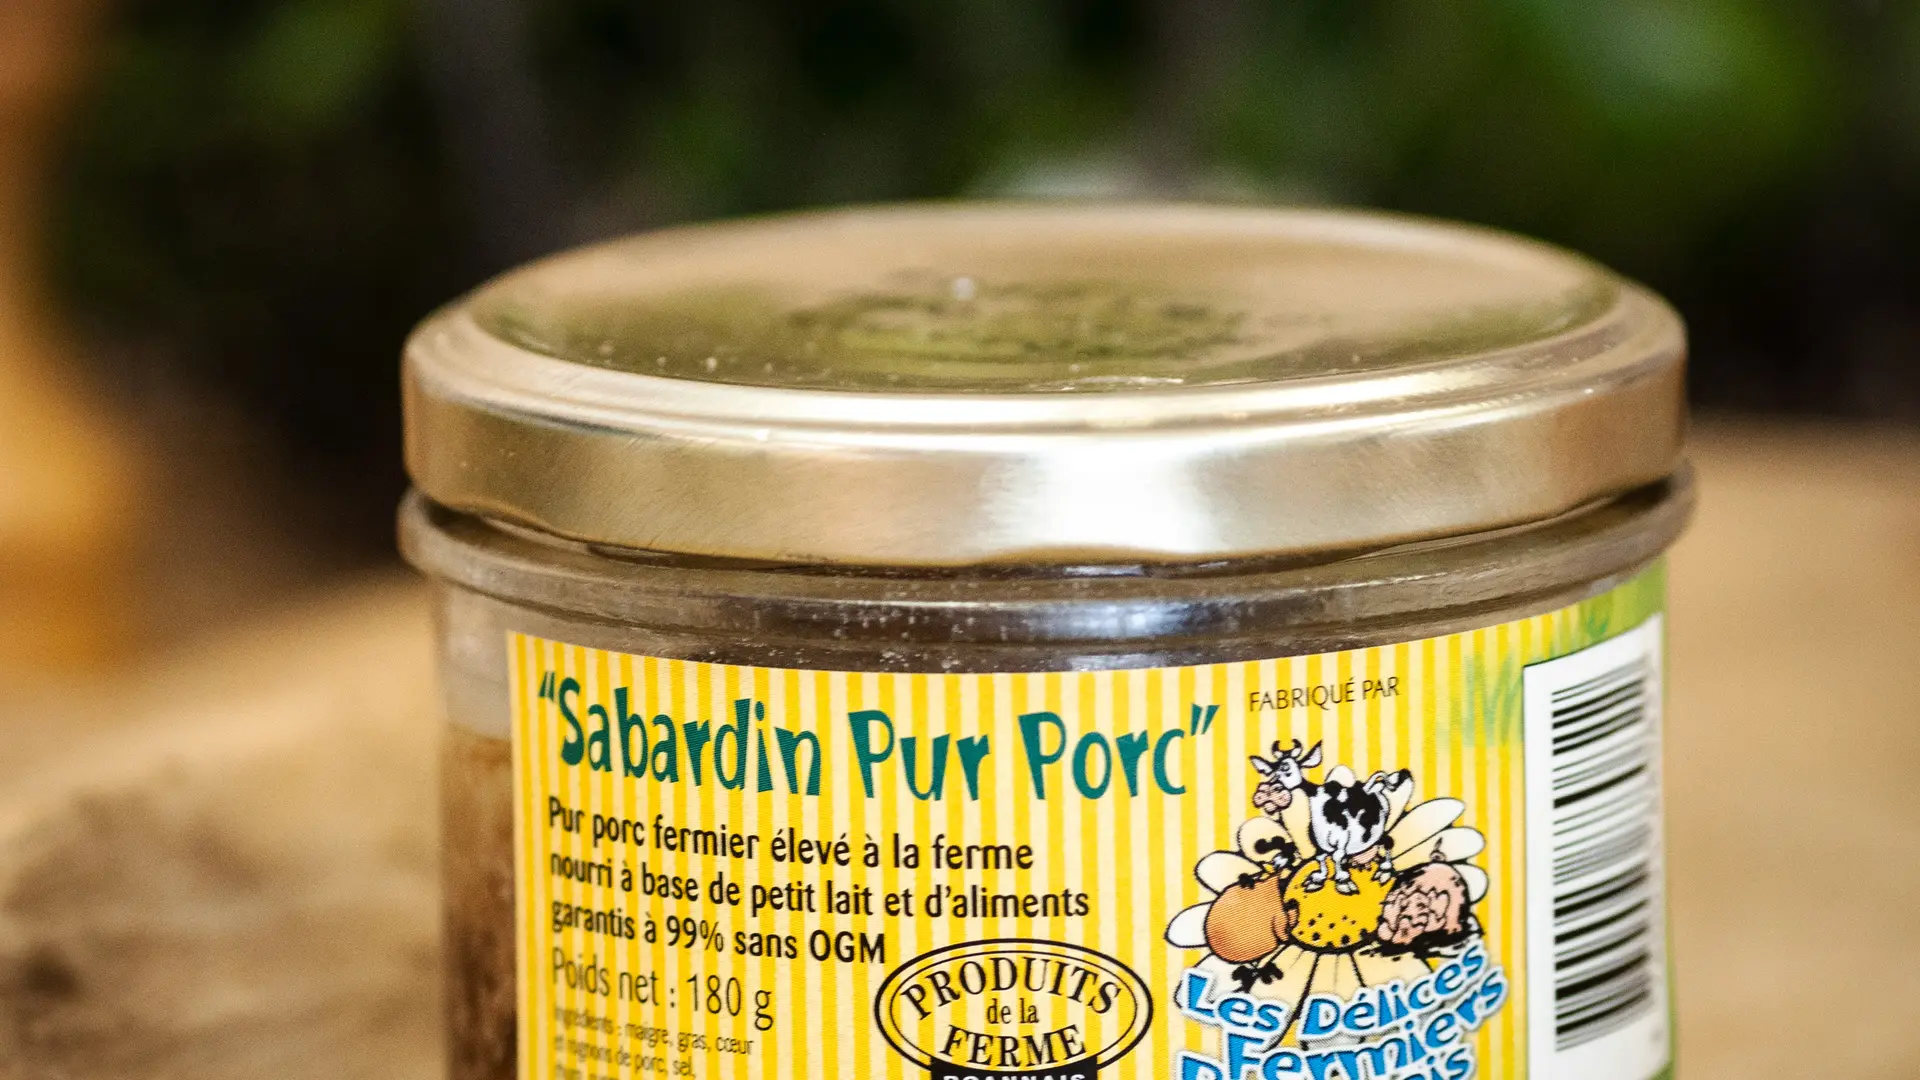 "Sabardin Pur Porc"
FABRIQUÉ PAR
Pur porc fermier élevé à la ferme
nourri à base de petit lait et d'aliments
garantis à 99% sans OGM
Poids net : 180 g
Ingrédients : maigre, gras, cœur
et rognons de porc, sel,
PRODUITS
de la
FERME
ROANNAIS
Les Délices
Fermiers